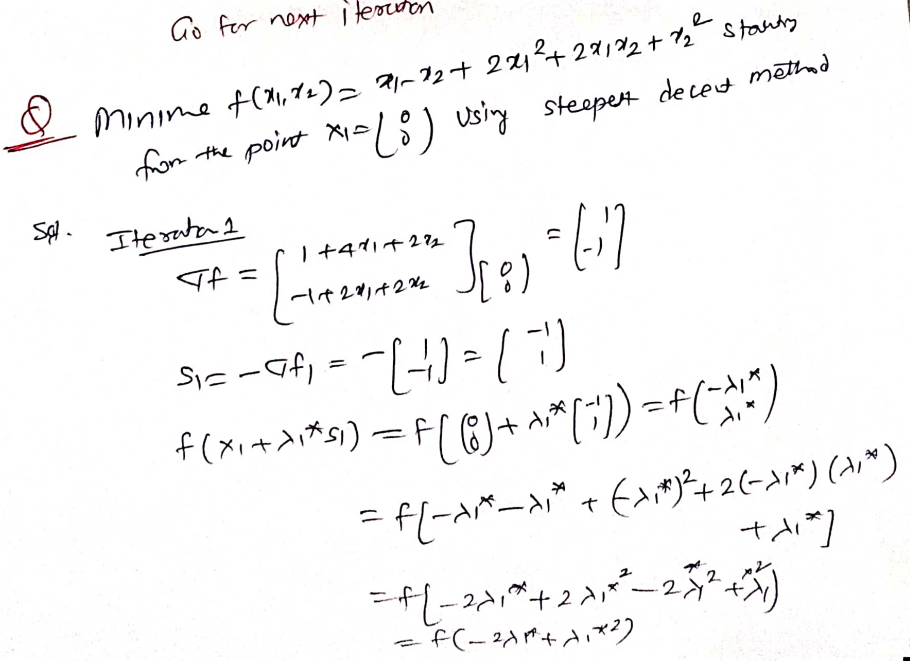 Go for next iteration
Q Minime f(x₁,x₂) = x₁-x₂ + 2x₁² + 2x₁x₂ + x₂² starting
from the point x₁ = (0 0) using steepest decent method
Sol. Iteration 1
∇f = [1+4x₁+2x₂ -1+2x₁+2x₂] (0 0) = [1 -1]
S₁ = -∇f₁ = -[1 -1] = [-1 1]
f(x₁+λ₁*S₁) = f((0 0) + λ₁*[-1 1]) = f(-λ₁* λ₁*)
= f[-λ₁* - λ₁* + (-λ₁*)² + 2(-λ₁*)(λ₁*)
+ λ₁*]
= f[-2λ₁* + 2λ₁*² - 2λ₁*² + λ₁*²)
= f(-2λ₁* + λ₁*²)